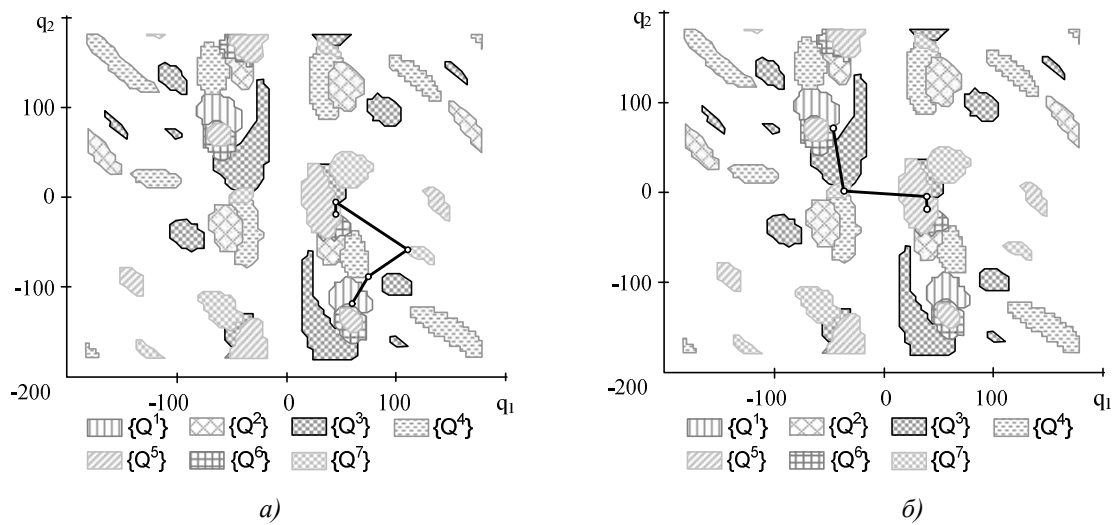 q₂ q₂
100 100
0 0
-100 -100
-200 -100 0 100 q₁ -200 -100 0 100 q₁
{Q¹} {Q²} {Q³} {Q⁴} {Q¹} {Q²} {Q³} {Q⁴}
{Q⁵} {Q⁶} {Q⁷} {Q⁵} {Q⁶} {Q⁷}
а) б)